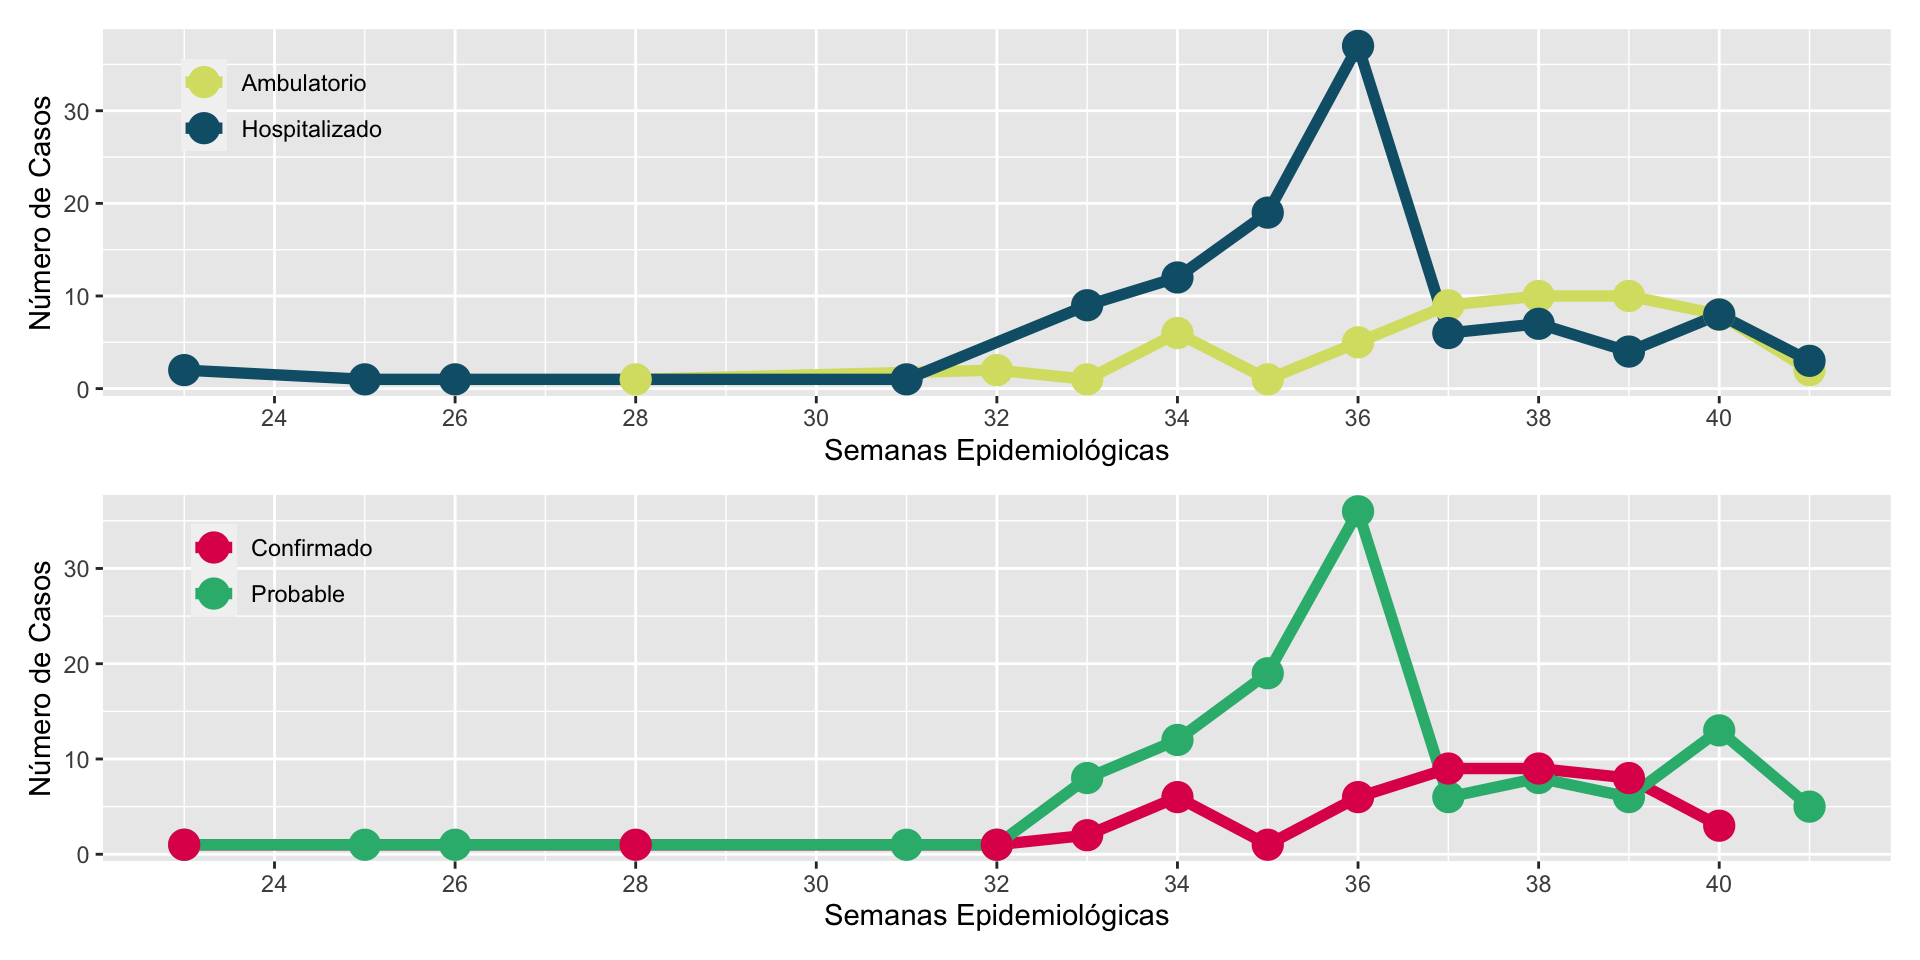 Ambulatorio
Hospitalizado
Número de Casos
30
20
10
0
24 26 28 30 32 34 36 38 40
Semanas Epidemiológicas
Confirmado
Probable
Número de Casos
30
20
10
0
24 26 28 30 32 34 36 38 40
Semanas Epidemiológicas